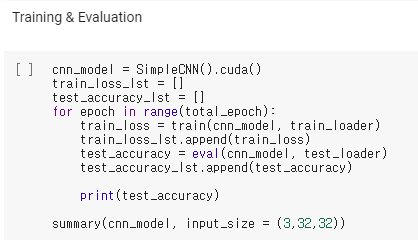 Training & Evaluation
[ ] cnn_model = SimpleCNN().cuda()
train_loss_lst = []
test_accuracy_lst = []
for epoch in range(total_epoch):
    train_loss = train(cnn_model, train_loader)
    train_loss_lst.append(train_loss)
    test_accuracy = eval(cnn_model, test_loader)
    test_accuracy_lst.append(test_accuracy)
    print(test_accuracy)
summary(cnn_model, input_size = (3,32,32))